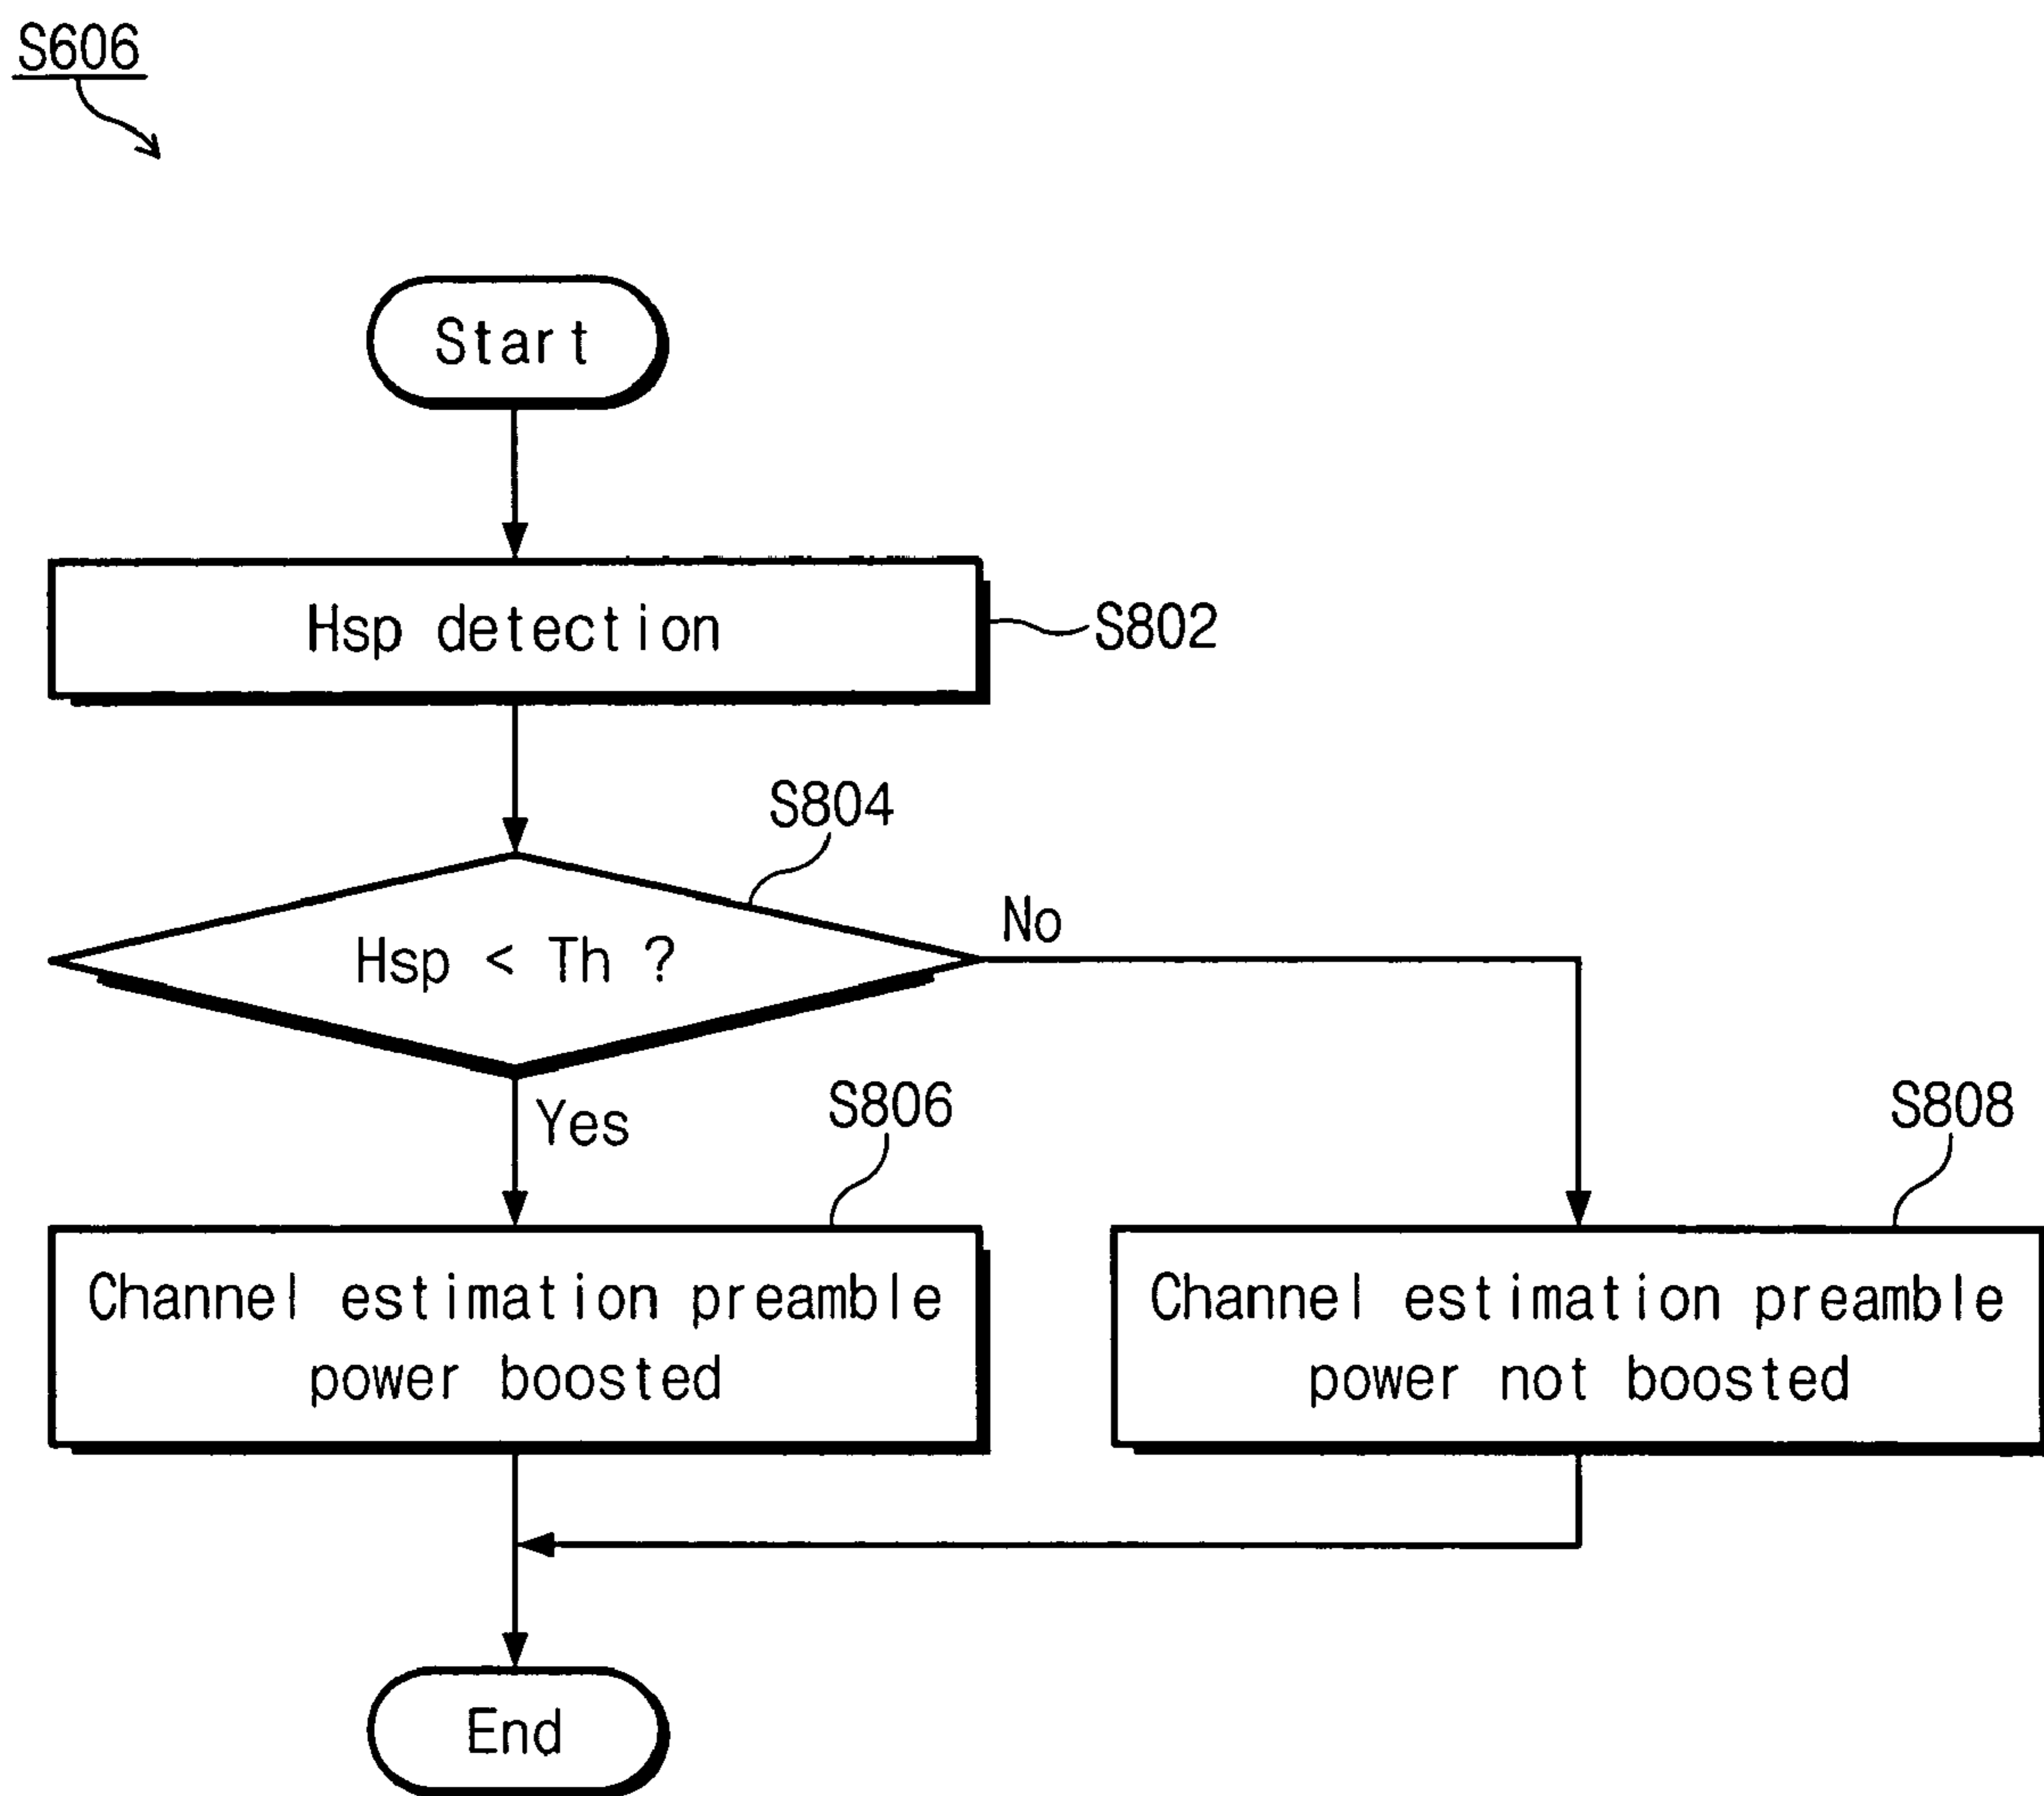 S606
Start
Hsp detection
S802
S804
Hsp < Th ?
No
Yes
S806
S808
Channel estimation preamble
power boosted
Channel estimation preamble
power not boosted
End